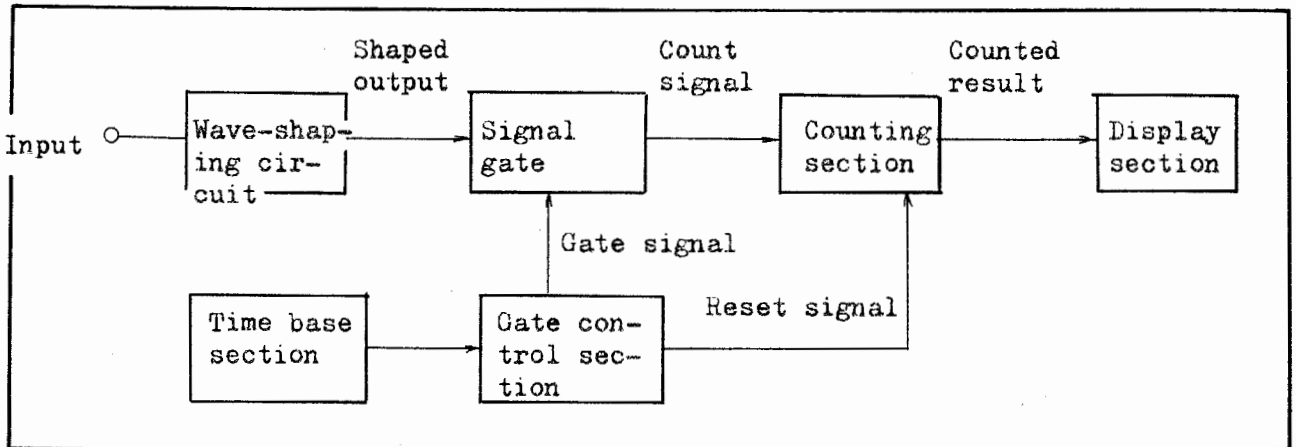 Shaped
output
Count
signal
Counted
result
Input
Wave-shap-
ing cir-
cuit
Signal
gate
Counting
section
Display
section
Gate signal
Time base
section
Gate con-
trol sec-
tion
Reset signal